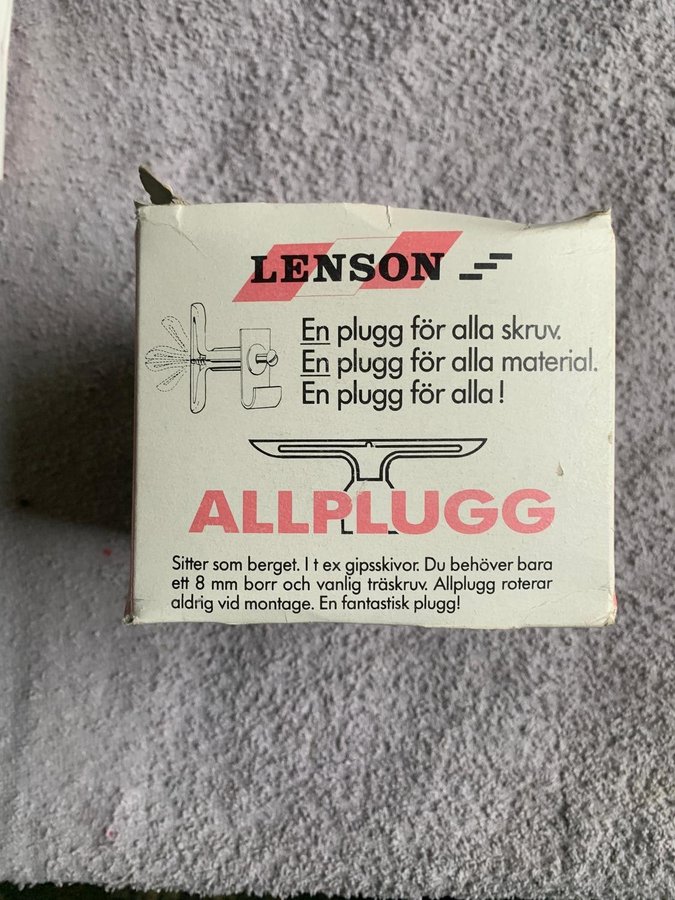 LENSON
En plugg för alla skruv.
En plugg för alla material.
En plugg för alla!
ALLPLUGG
Sitter som berget. I t ex gipsskivor. Du behöver bara
ett 8 mm borr och vanlig träskruv. Allplugg roterar
aldrig vid montage. En fantastisk plugg!